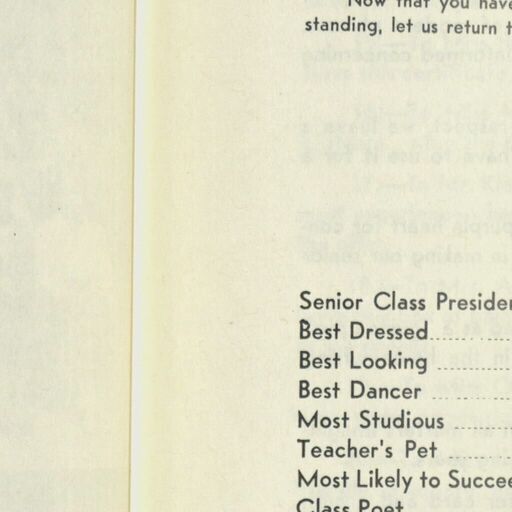 Now that you have
standing, let us return t
Senior Class Presiden
Best Dressed
Best Looking
Best Dancer
Most Studious
Teacher's Pet
Most Likely to Succee
Class Poet